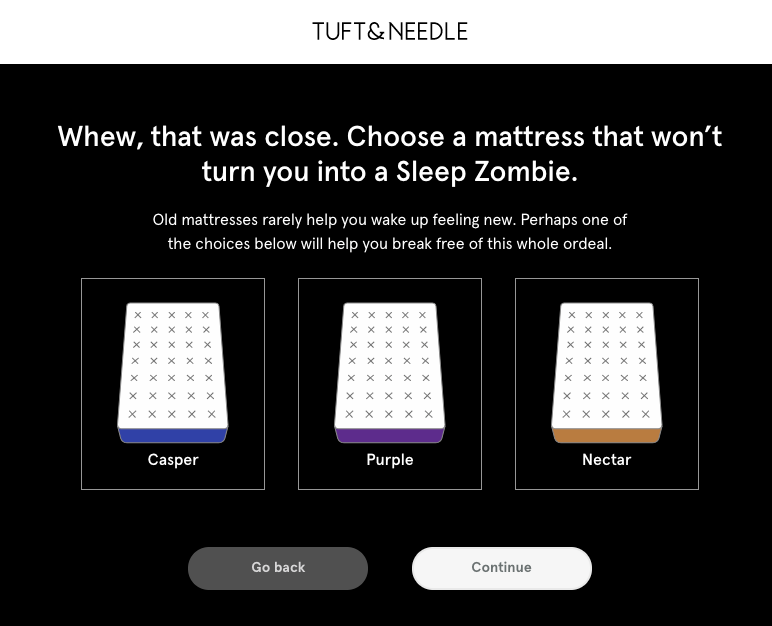 TUFT&NEEDLE
Whew, that was close. Choose a mattress that won’t
turn you into a Sleep Zombie.
Old mattresses rarely help you wake up feeling new. Perhaps one of
the choices below will help you break free of this whole ordeal.
Casper
Purple
Nectar
Go back
Continue